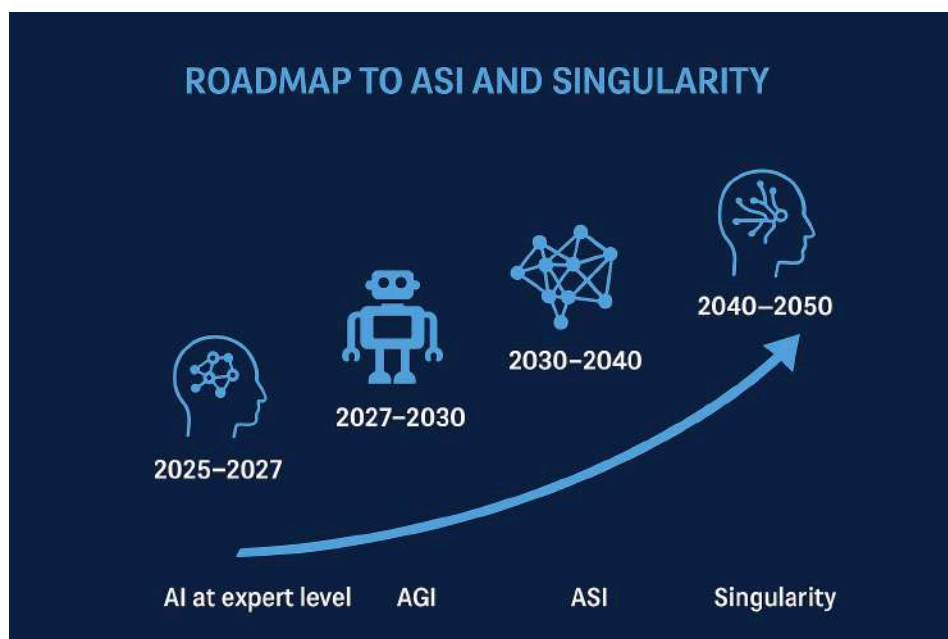 ROADMAP TO ASI AND SINGULARITY
2040–2050
2030–2040
2027–2030
2025–2027
AI at expert level AGI ASI Singularity